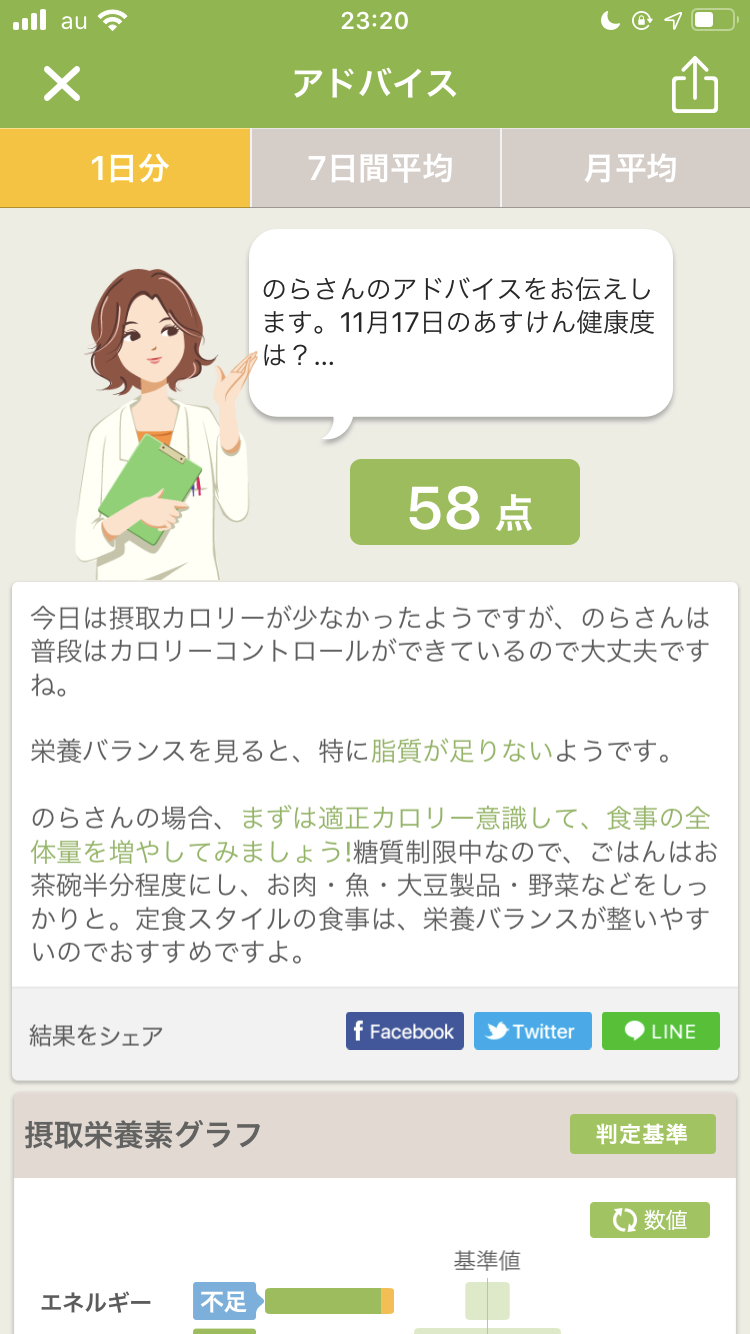 au 23:20
アドバイス
1日分 7日間平均 月平均
のらさんのアドバイスをお伝えし
ます。11月17日のあすけん健康度
は？...
58 点
今日は摂取カロリーが少なかったようですが、のらさんは
普段はカロリーコントロールができているので大丈夫です
ね。
栄養バランスを見ると、特に脂質が足りないようです。
のらさんの場合、まずは適正カロリー意識して、食事の全
体量を増やしてみましょう!糖質制限中なので、ごはんはお
茶碗半分程度にし、お肉・魚・大豆製品・野菜などをしっ
かりと。定食スタイルの食事は、栄養バランスが整いやす
いのでおすすめですよ。
結果をシェア f Facebook Twitter LINE
摂取栄養素グラフ 判定基準
数値
基準値
エネルギー 不足